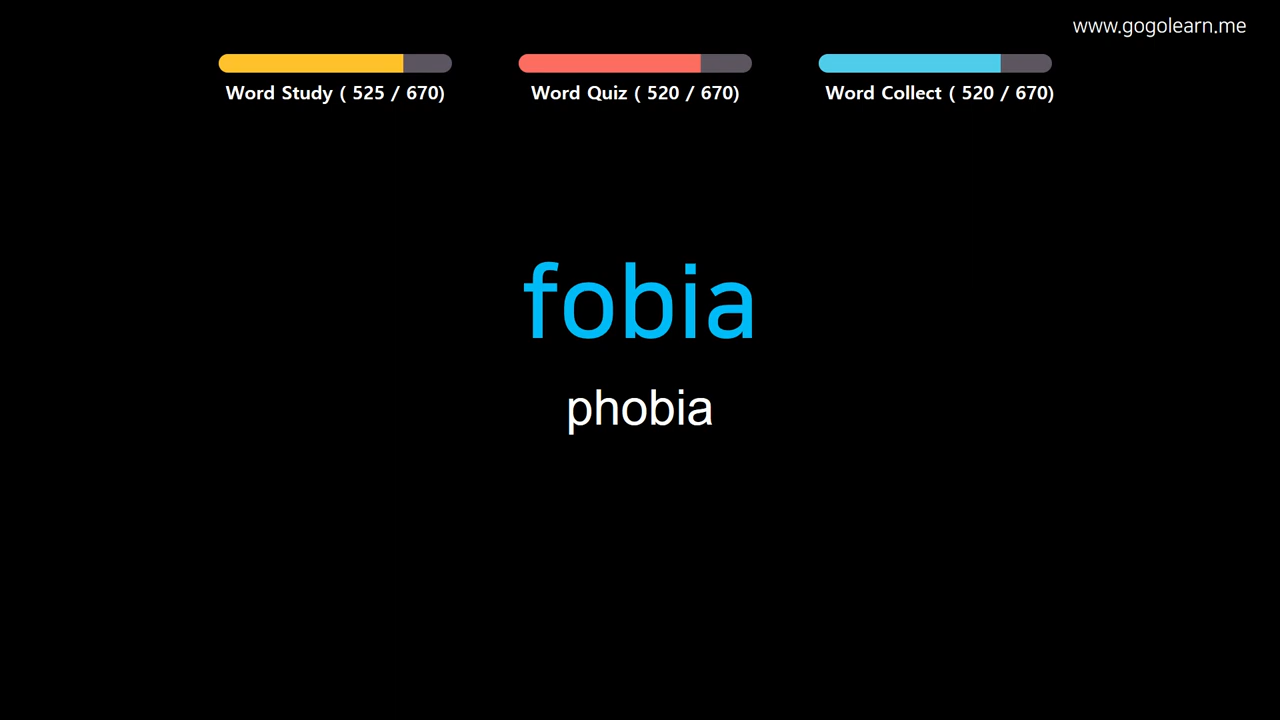 www.gogolearn.me
Word Study ( 525 / 670)
Word Quiz ( 520 / 670)
Word Collect ( 520 / 670)
fobia
phobia